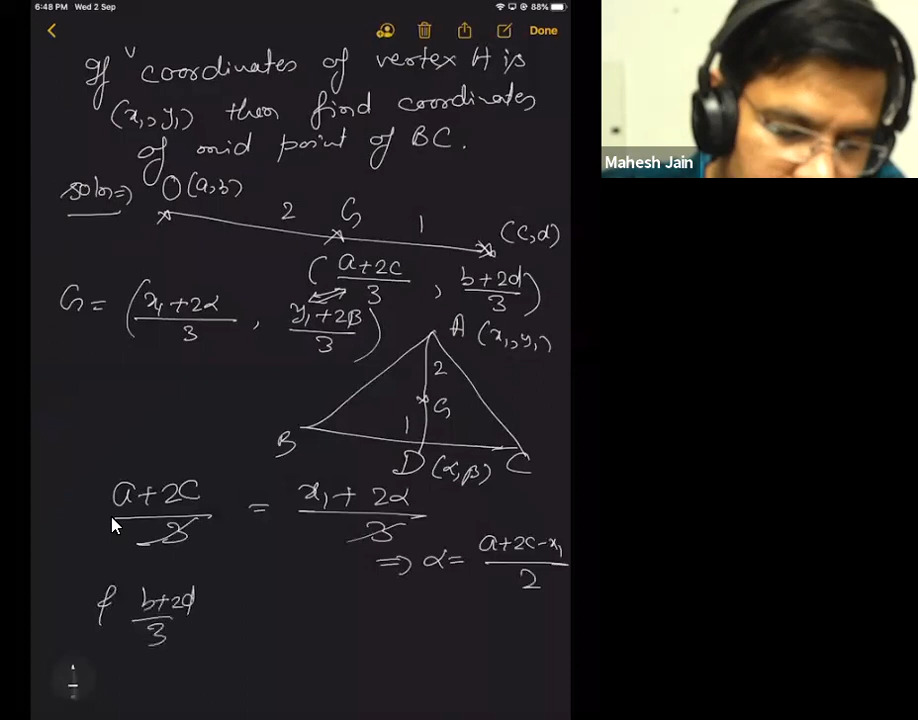 6:48 PM Wed 2 Sep 88%
Done
If coordinates of vertex A is
(x₁, y₁) then find coordinates
of mid point of BC.
Mahesh Jain
soln⇒ O(a,b) 2 G 1 (c,d)
(a+2c/3 , b+2d/3)
G = (x₁+2α/3 , y₁+2β/3)
A (x₁, y₁)
2
G
1
B D (α,β) C
a+2c/3 = x₁+2α/3
⇒ α = a+2c-x₁/2
& b+2d/3